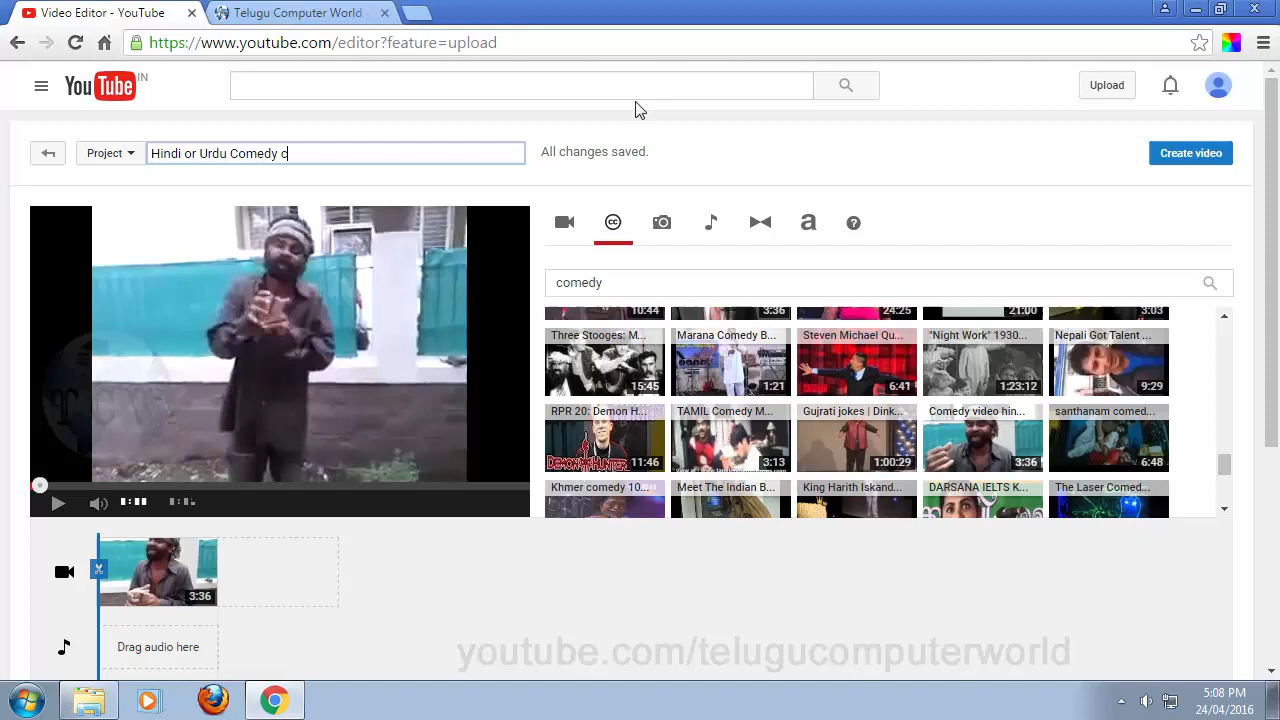 Video Editor - YouTube
Telugu Computer World -
https://www.youtube.com/editor?feature=upload
YouTube IN
Upload
Project
Hindi or Urdu Comedy c
All changes saved.
Create video
a
comedy
10:44 3:36 24:25 21:00 3:03
Three Stooges: M... Marana Comedy B... Steven Michael Qu... "Night Work" 1930... Nepali Got Talent ...
15:45 1:21 6:41 1:23:12 9:29
RPR 20: Demon H... TAMIL Comedy M... Gujrati jokes | Dink... Comedy video hin... santhanam comed...
DEMON HUNTER
11:46 3:13 1:00:29 3:36 6:48
Khmer comedy 10... Meet The Indian B... King Harith Iskand... DARSANA IELTS K... The Laser Comed...
3:36
Drag audio here
youtube.com/telugucomputerworld
5:08 PM
24/04/2016